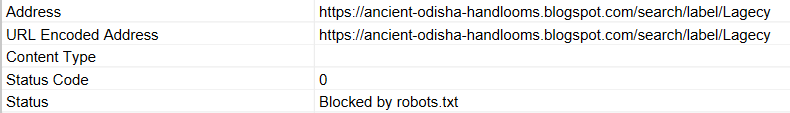 Address https://ancient-odisha-handlooms.blogspot.com/search/label/Lagecy
URL Encoded Address https://ancient-odisha-handlooms.blogspot.com/search/label/Lagecy
Content Type
Status Code 0
Status Blocked by robots.txt